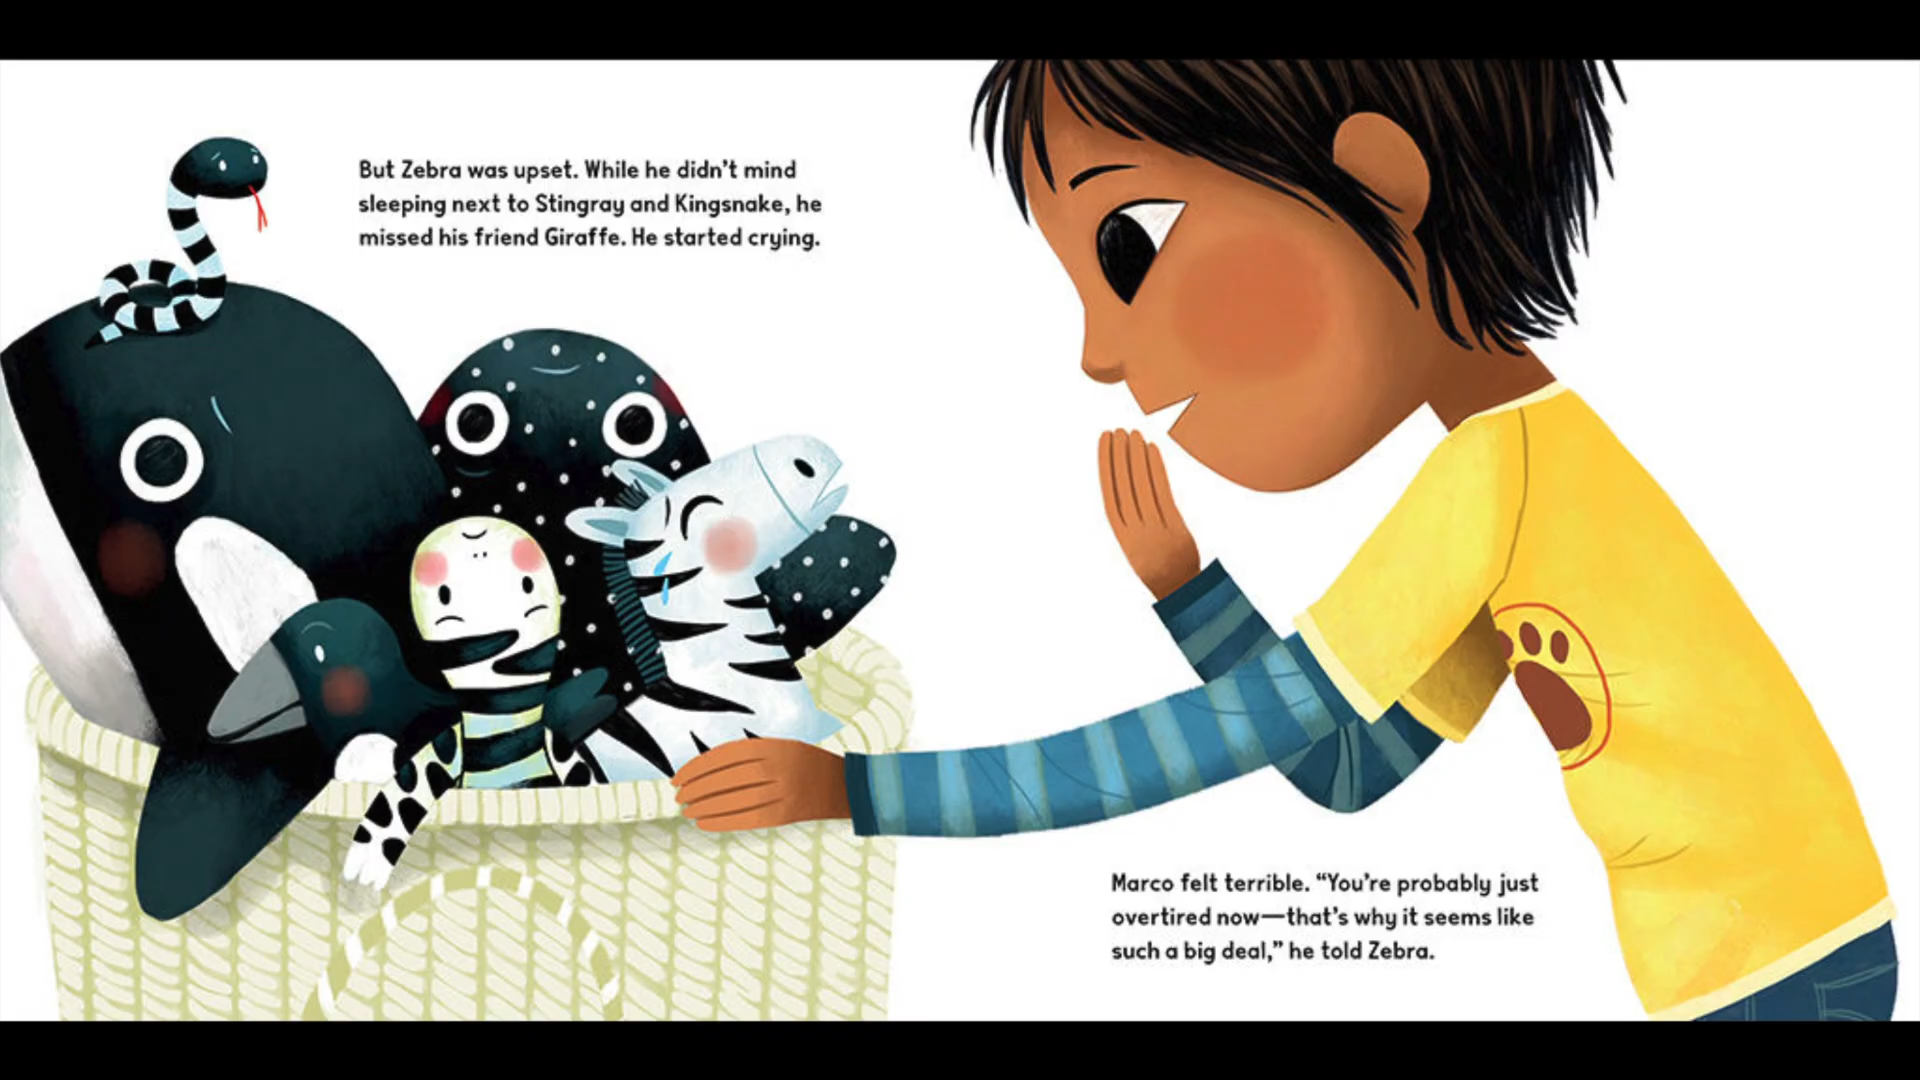 But Zebra was upset. While he didn't mind
sleeping next to Stingray and Kingsnake, he
missed his friend Giraffe. He started crying.
Marco felt terrible. “You're probably just
overtired now—that's why it seems like
such a big deal,” he told Zebra.